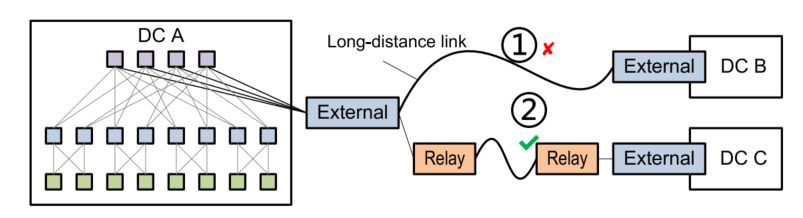 DC A
Long-distance link
1
External
DC B
External
2
Relay
Relay
External
DC C